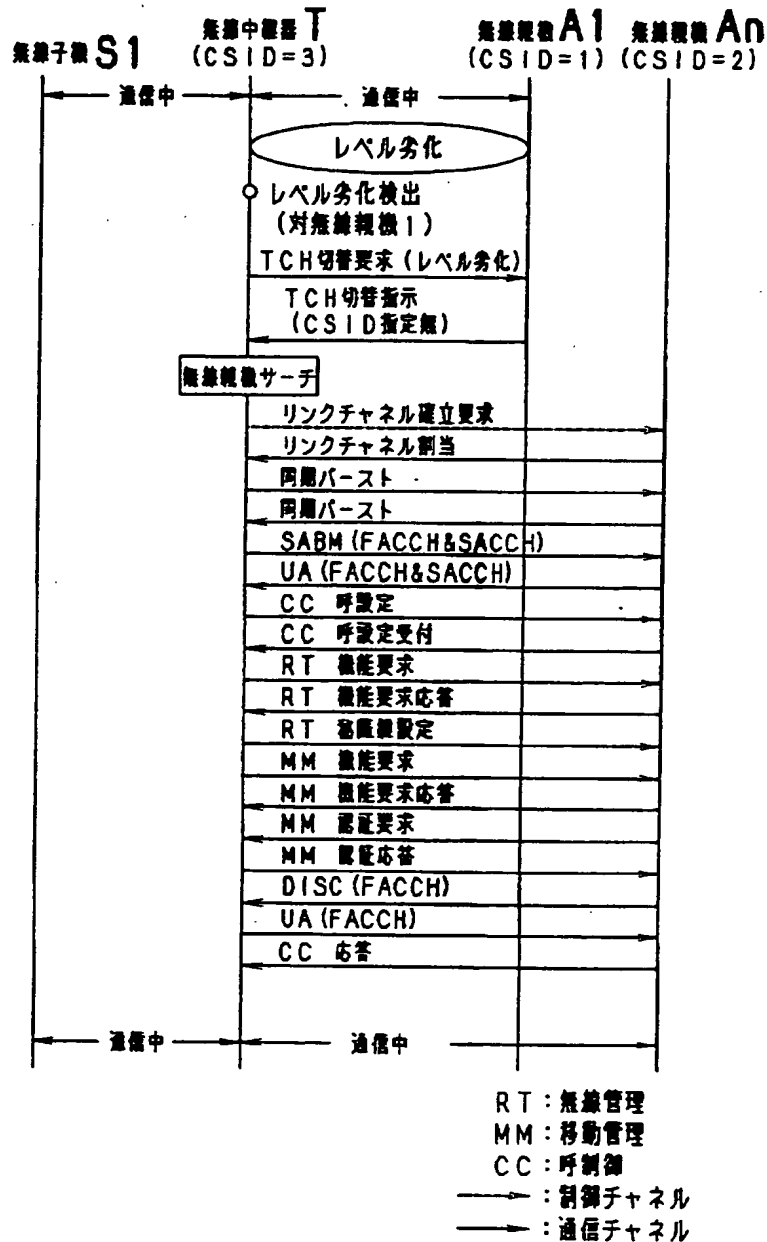 無線子機 S1
無線中継器 T
(CSID=3)
無線親機 A1
(CSID=1)
無線親機 An
(CSID=2)
通信中
通信中
レベル劣化
レベル劣化検出
(対無線親機1)
TCH切替要求(レベル劣化)
TCH切替指示
(CSID指定無)
無線親機サーチ
リンクチャネル確立要求
リンクチャネル割当
同期バースト
同期バースト
SABM(FACCH&SACCH)
UA(FACCH&SACCH)
CC 呼設定
CC 呼設定受付
RT 機能要求
RT 機能要求応答
RT 秘匿鍵設定
MM 機能要求
MM 機能要求応答
MM 認証要求
MM 認証応答
DISC(FACCH)
UA(FACCH)
CC 応答
通信中
通信中
RT:無線管理
MM:移動管理
CC:呼制御
:制御チャネル
:通信チャネル